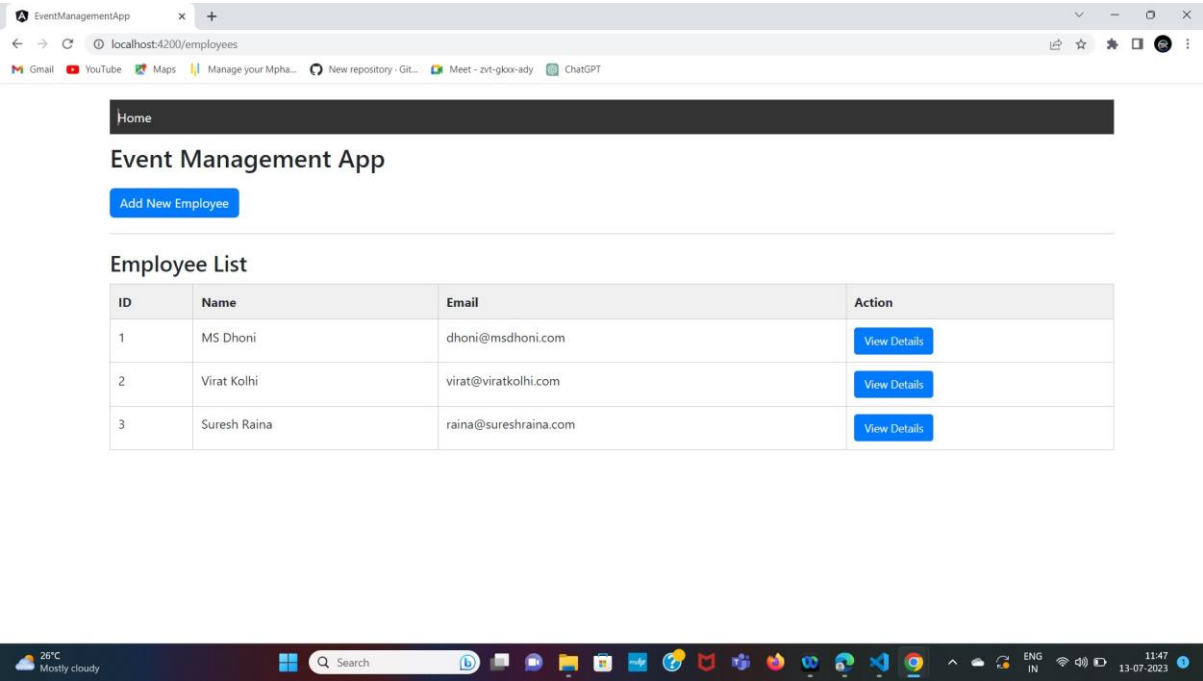 EventManagementApp
localhost:4200/employees
Gmail YouTube Maps Manage your Mpha... New repository · Git... Meet - zvt-gkxx-ady ChatGPT
Home
Event Management App
Add New Employee
Employee List
ID Name Email Action
1 MS Dhoni dhoni@msdhoni.com View Details
2 Virat Kolhi virat@viratkolhi.com View Details
3 Suresh Raina raina@sureshraina.com View Details
26°C
Mostly cloudy
Search
ENG
IN
11:47
13-07-2023
1